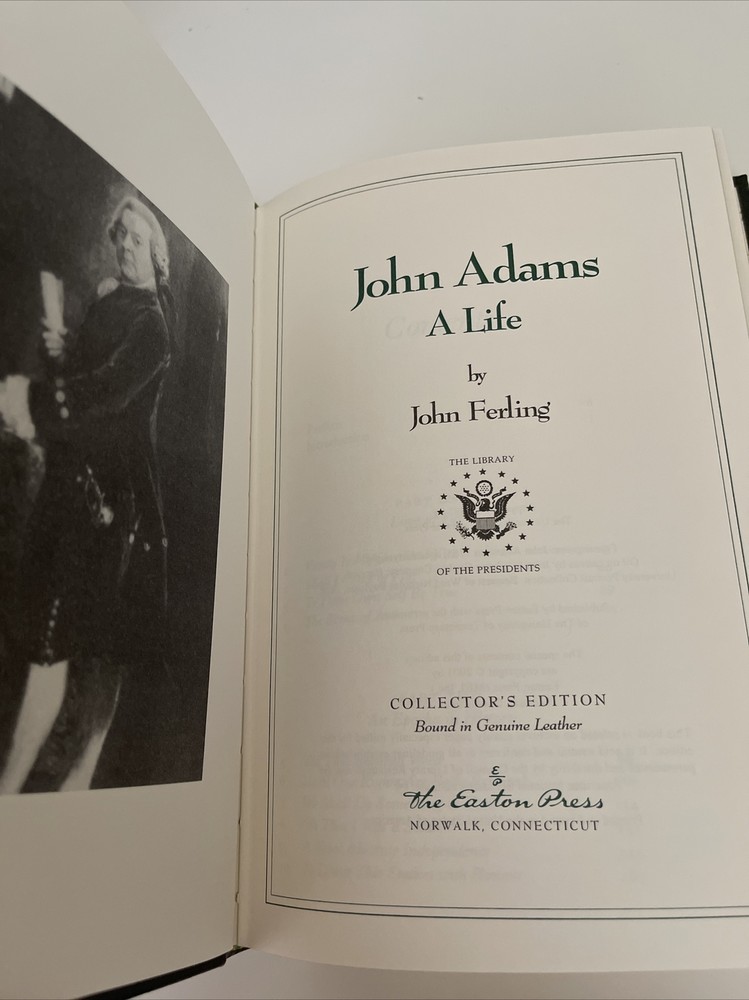 John Adams
A Life
by
John Ferling
THE LIBRARY
OF THE PRESIDENTS
COLLECTOR'S EDITION
Bound in Genuine Leather
The Easton Press
NORWALK, CONNECTICUT